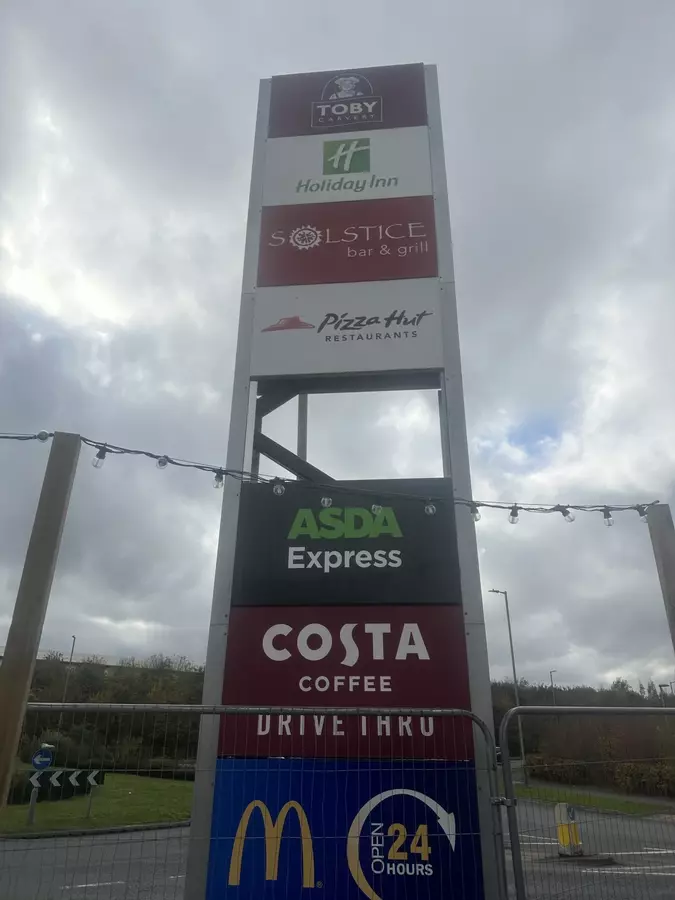 TOBY
CARVERY
H
Holiday Inn
SOLSTICE
bar & grill
Pizza Hut
RESTAURANTS
ASDA
Express
COSTA
COFFEE
DRIVE THRU
M
OPEN
24
HOURS